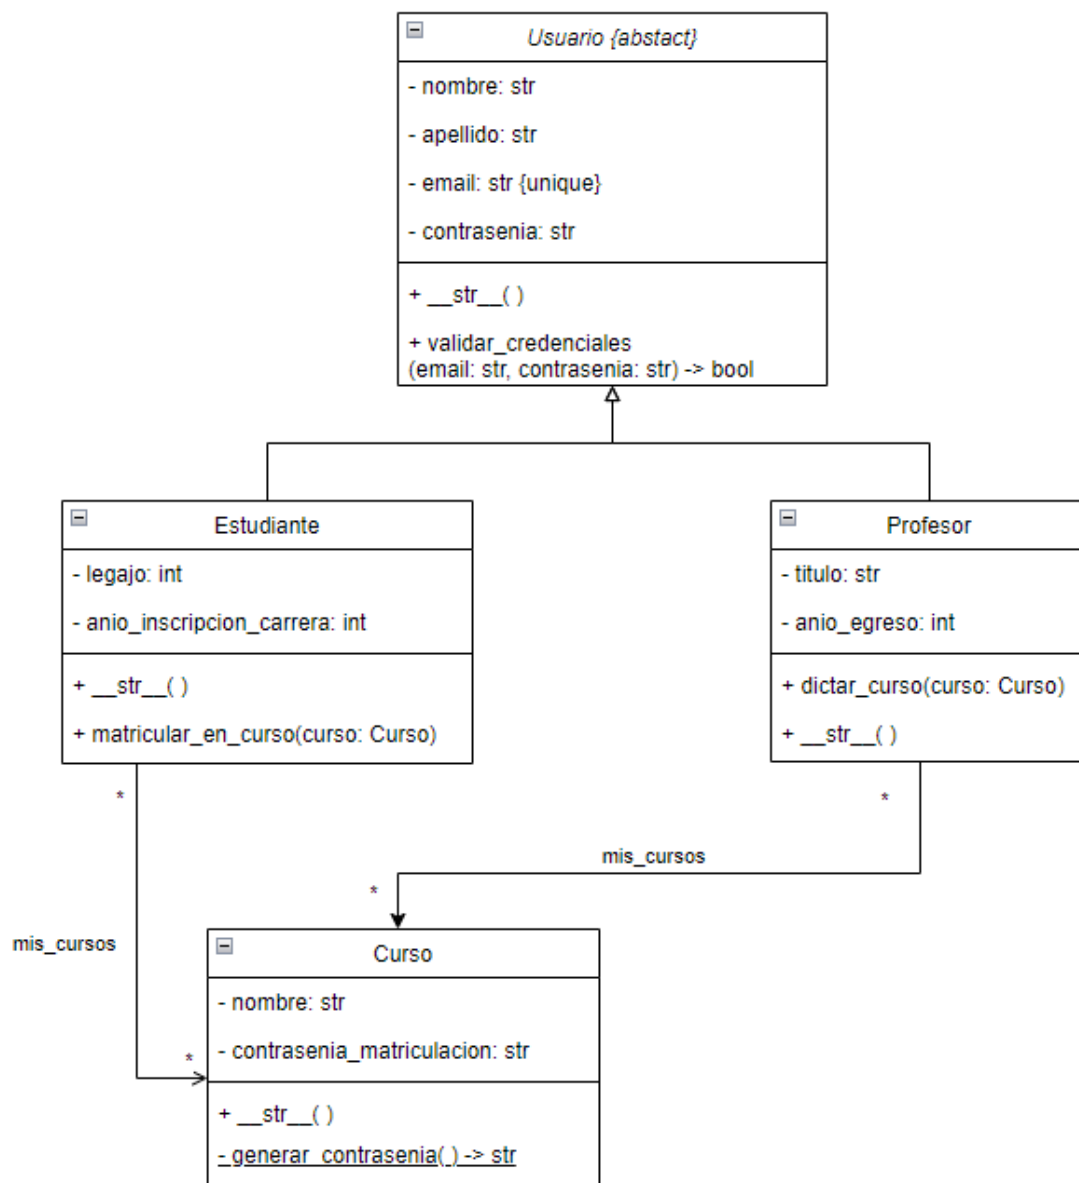 Usuario {abstact}
- nombre: str
- apellido: str
- email: str {unique}
- contrasenia: str
+ __str__( )
+ validar_credenciales
(email: str, contrasenia: str) -> bool
Estudiante
- legajo: int
- anio_inscripcion_carrera: int
+ __str__( )
+ matricular_en_curso(curso: Curso)
Profesor
- titulo: str
- anio_egreso: int
+ dictar_curso(curso: Curso)
+ __str__( )
*
*
mis_cursos
*
mis_cursos
*
Curso
- nombre: str
- contrasenia_matriculacion: str
+ __str__( )
- generar_contrasenia( ) -> str